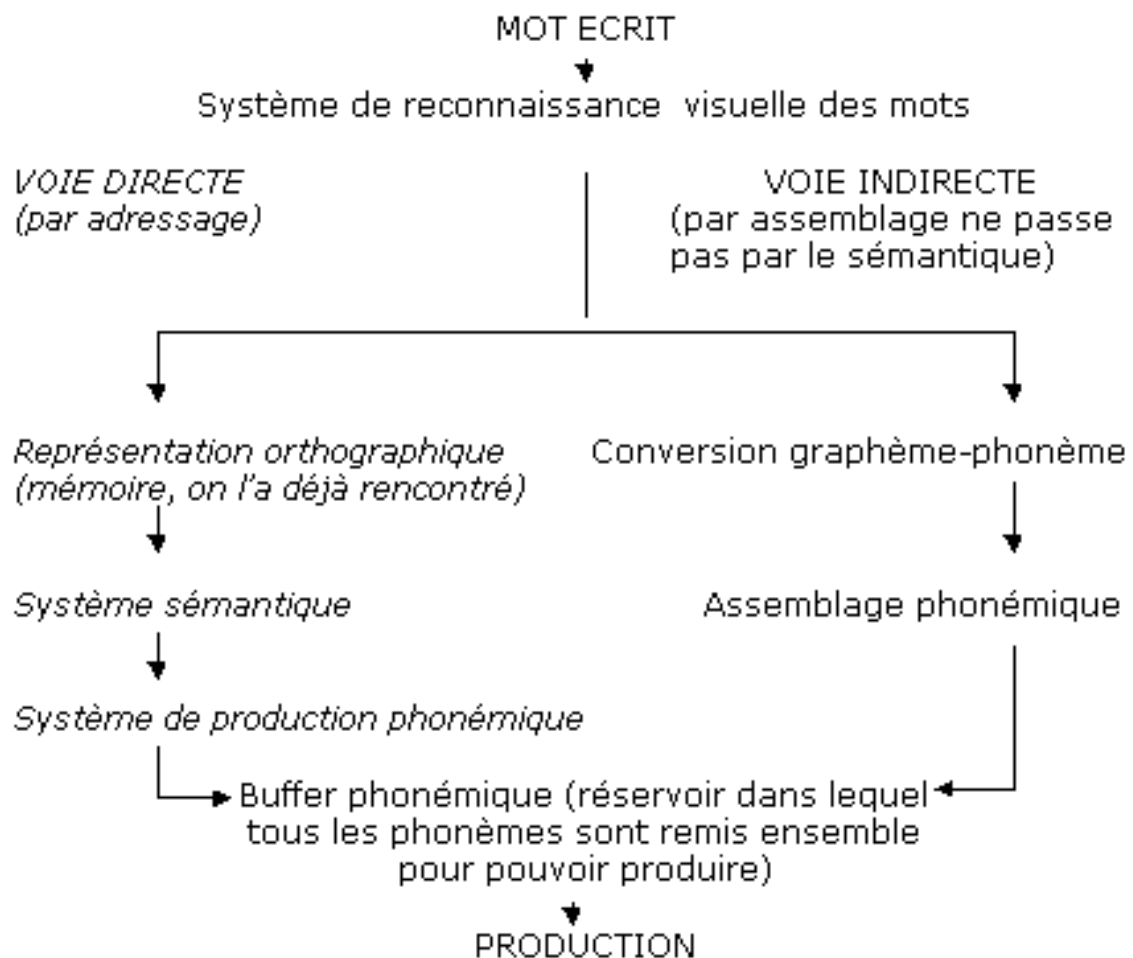 MOT ECRIT
Système de reconnaissance visuelle des mots
VOIE DIRECTE
(par adressage)
VOIE INDIRECTE
(par assemblage ne passe
pas par le sémantique)
Représentation orthographique
(mémoire, on l'a déjà rencontré)
Conversion graphème-phonème
Système sémantique
Assemblage phonémique
Système de production phonémique
Buffer phonémique (réservoir dans lequel
tous les phonèmes sont remis ensemble
pour pouvoir produire)
PRODUCTION